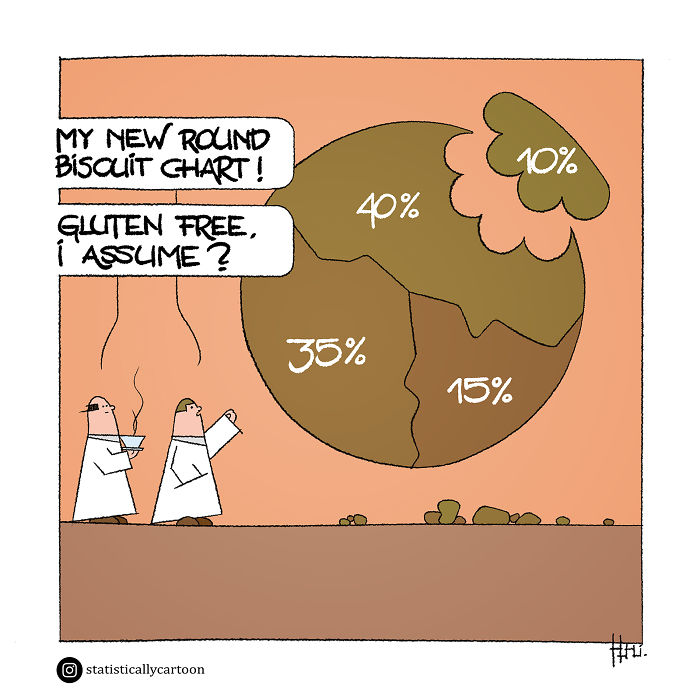 MY NEW ROUND
BISCUIT CHART!
GLUTEN FREE,
I ASSUME?
10%
40%
35%
15%
statisticallycartoon